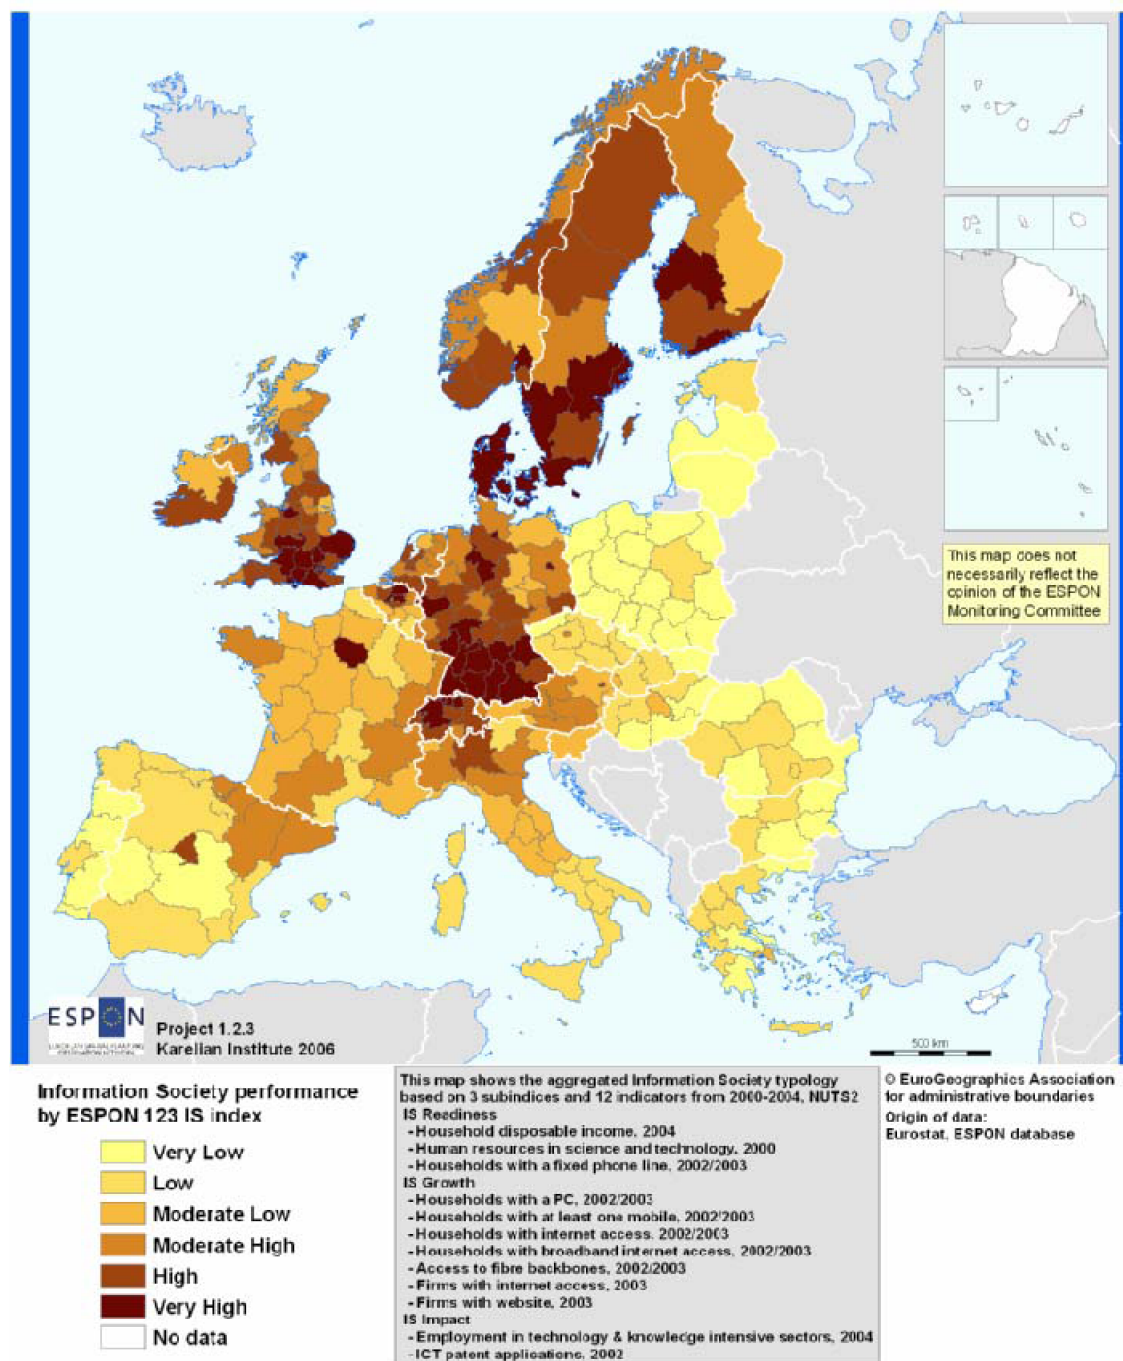 This map does not
necessarily reflect the
opinion of the ESPON
Monitoring Committee
ESPON
Project 1.2.3
Karelian Institute 2006
500 km
Information Society performance
by ESPON 123 IS index
Very Low
Low
Moderate Low
Moderate High
High
Very High
No data
This map shows the aggregated Information Society typology
based on 3 subindices and 12 indicators from 2000-2004, NUTS2
IS Readiness
-Household disposable income, 2004
-Human resources in science and technology, 2000
-Households with a fixed phone line, 2002/2003
IS Growth
-Households with a PC, 2002/2003
-Households with at least one mobile, 2002/2003
-Households with internet access, 2002/2003
-Households with broadband internet access, 2002/2003
-Access to fibre backbones, 2002/2003
-Firms with internet access, 2003
-Firms with website, 2003
IS Impact
-Employment in technology & knowledge intensive sectors, 2004
-ICT patent applications, 2002
© EuroGeographics Association
for administrative boundaries
Origin of data:
Eurostat, ESPON database